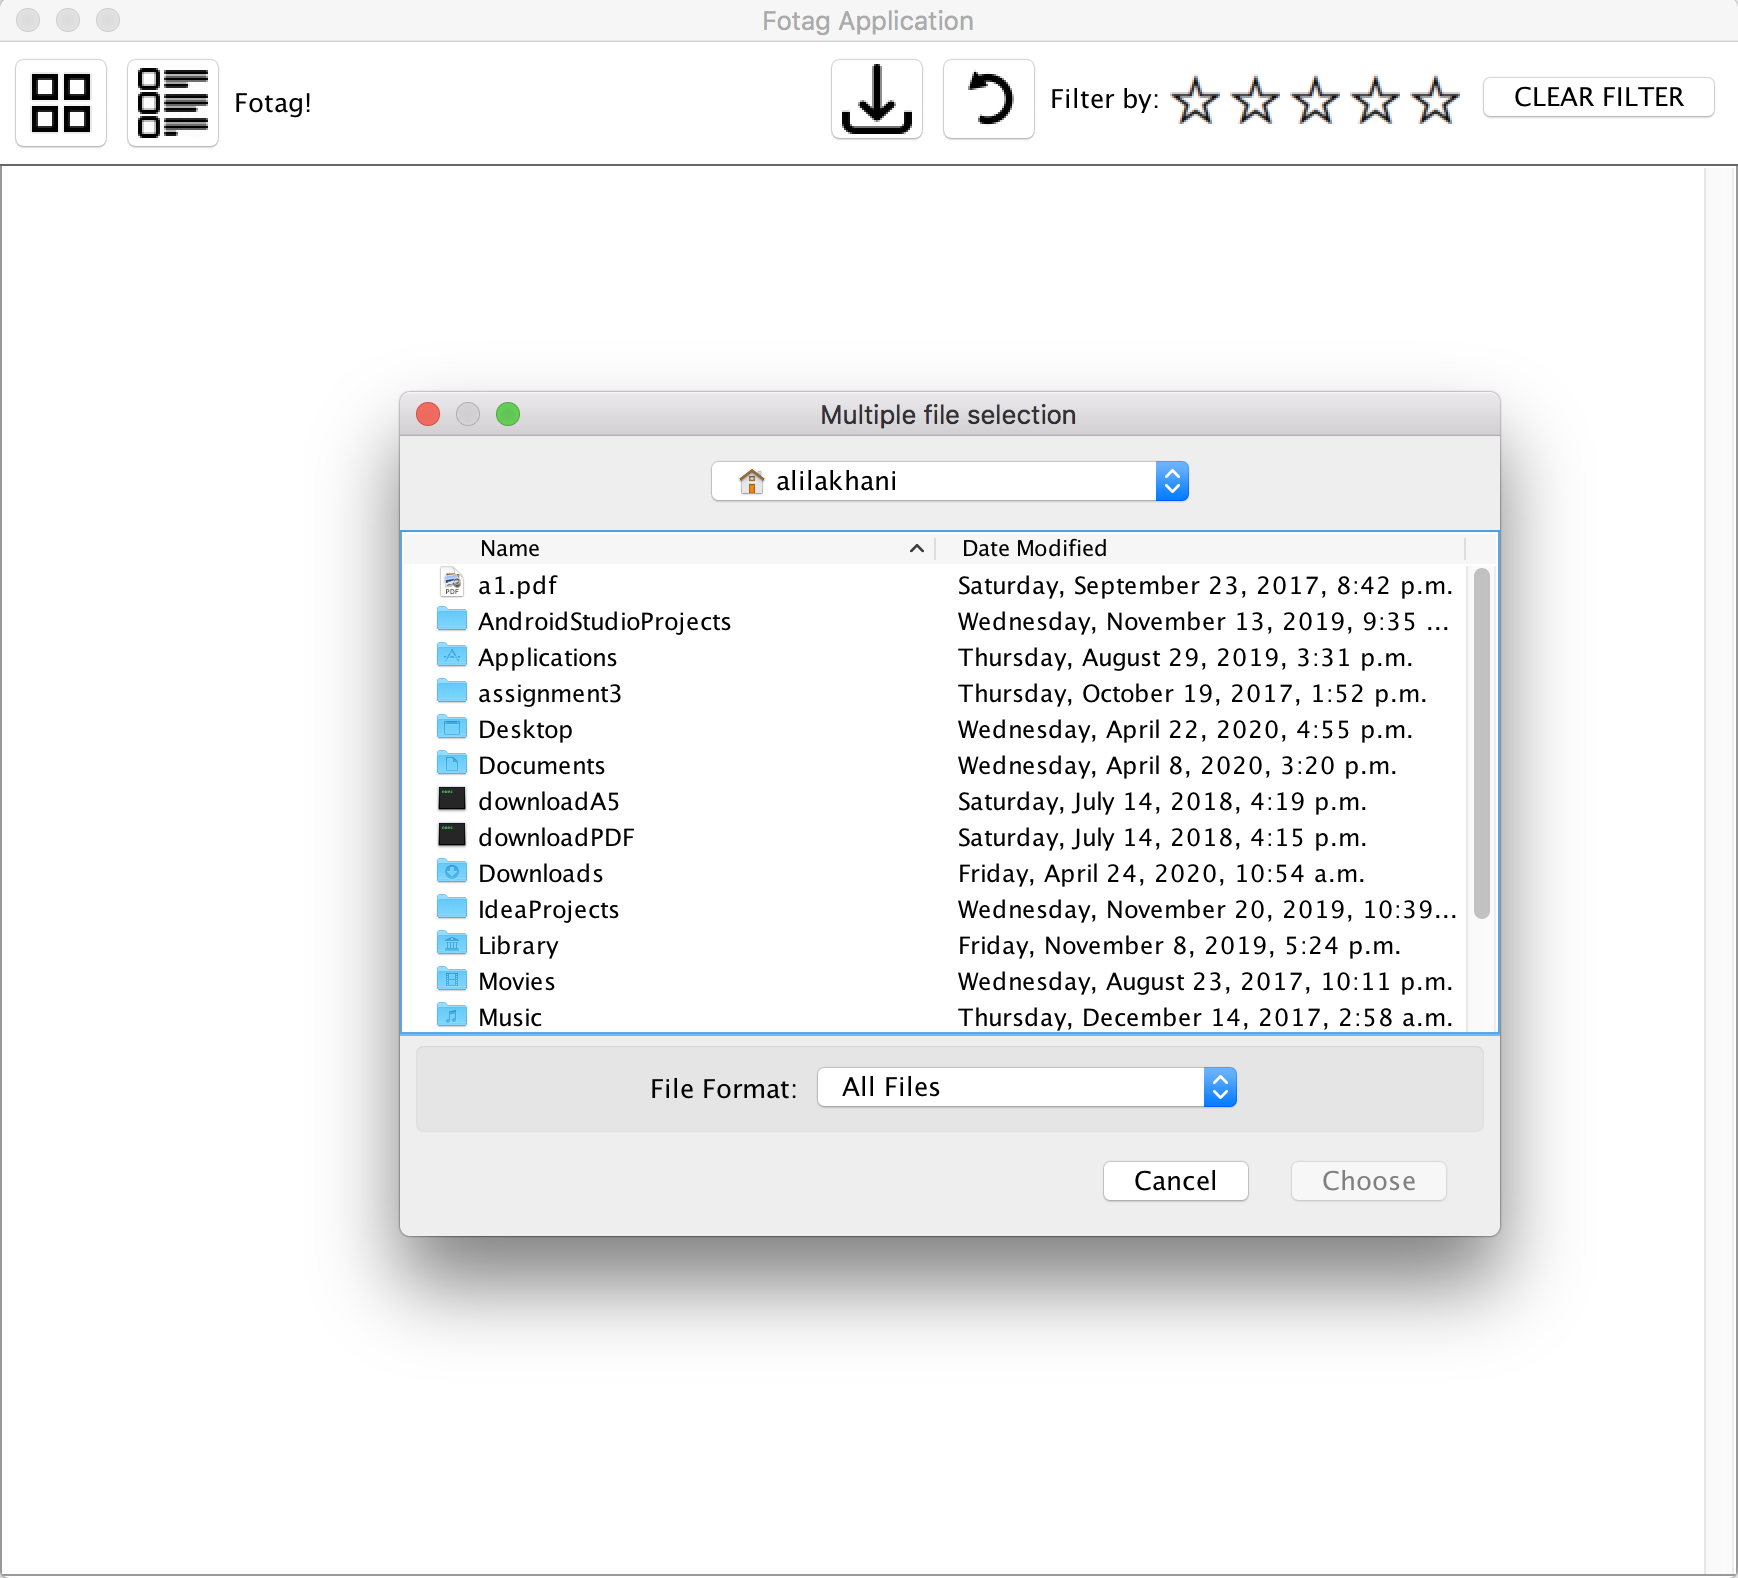 Fotag Application
Fotag!
Filter by:
CLEAR FILTER
Multiple file selection
alilakhani
Name Date Modified
a1.pdf Saturday, September 23, 2017, 8:42 p.m.
AndroidStudioProjects Wednesday, November 13, 2019, 9:35 ...
Applications Thursday, August 29, 2019, 3:31 p.m.
assignment3 Thursday, October 19, 2017, 1:52 p.m.
Desktop Wednesday, April 22, 2020, 4:55 p.m.
Documents Wednesday, April 8, 2020, 3:20 p.m.
downloadA5 Saturday, July 14, 2018, 4:19 p.m.
downloadPDF Saturday, July 14, 2018, 4:15 p.m.
Downloads Friday, April 24, 2020, 10:54 a.m.
IdeaProjects Wednesday, November 20, 2019, 10:39...
Library Friday, November 8, 2019, 5:24 p.m.
Movies Wednesday, August 23, 2017, 10:11 p.m.
Music Thursday, December 14, 2017, 2:58 a.m.
File Format: All Files
Cancel Choose